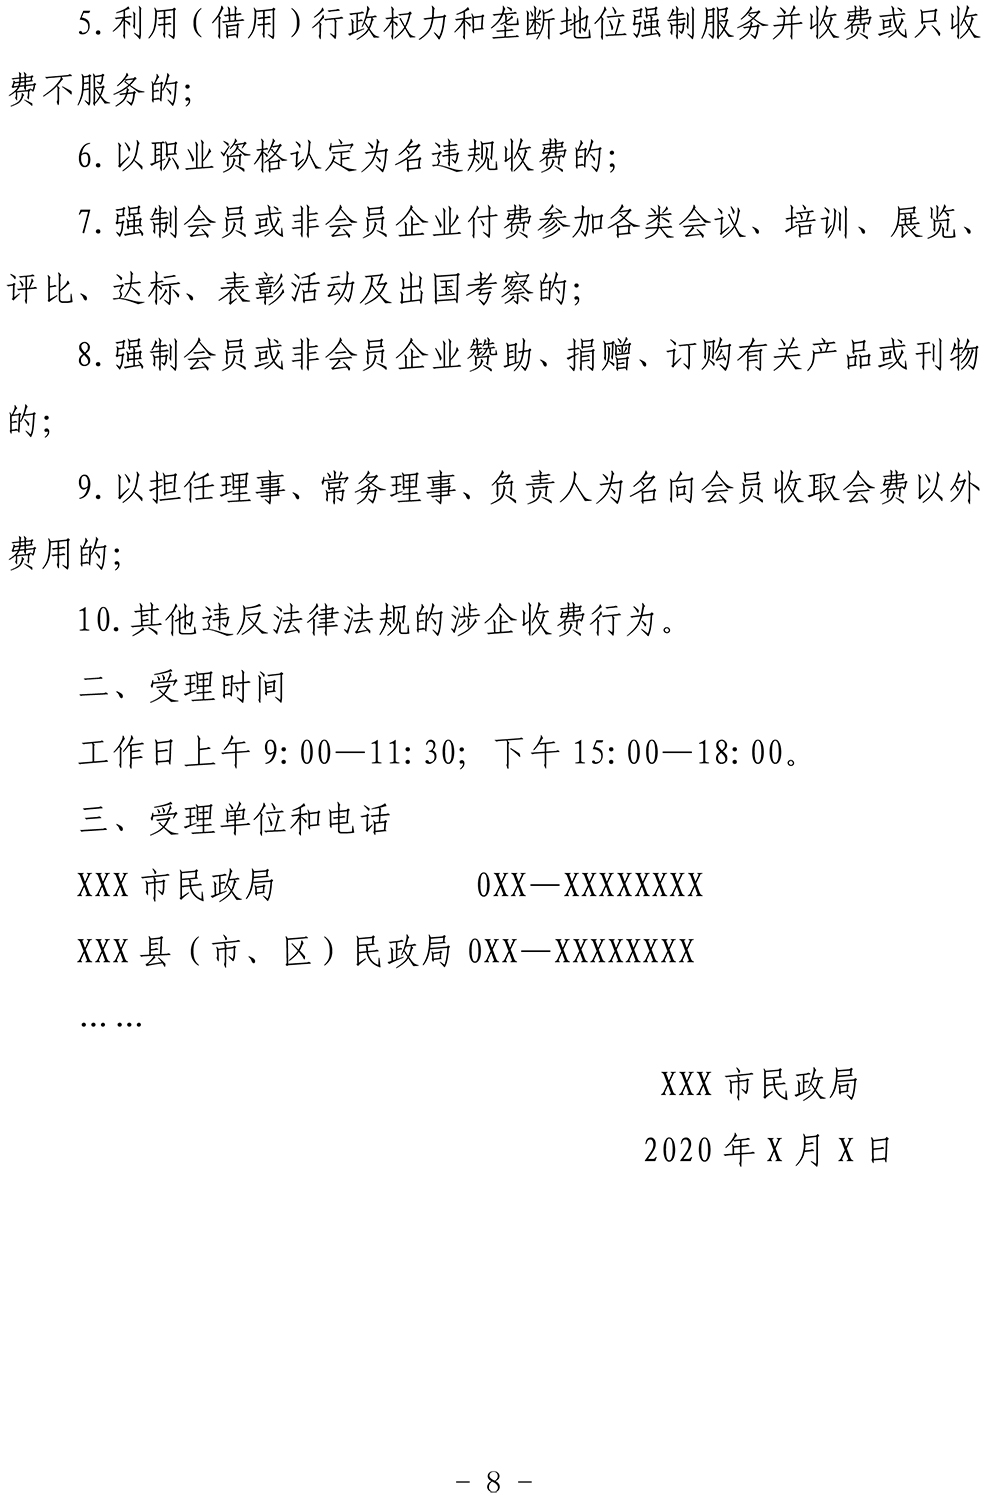 5.利用（借用）行政权力和垄断地位强制服务并收费或只收
费不服务的；
6.以职业资格认定为名违规收费的；
7.强制会员或非会员企业付费参加各类会议、培训、展览、
评比、达标、表彰活动及出国考察的；
8.强制会员或非会员企业赞助、捐赠、订购有关产品或刊物
的；
9.以担任理事、常务理事、负责人为名向会员收取会费以外
费用的；
10.其他违反法律法规的涉企收费行为。
二、受理时间
工作日上午 9：00—11：30；下午 15：00—18：00。
三、受理单位和电话
XXX 市民政局 0XX—XXXXXXXX
XXX 县（市、区）民政局 0XX—XXXXXXXX
……
XXX 市民政局
2020 年 X 月 X 日
- 8 -